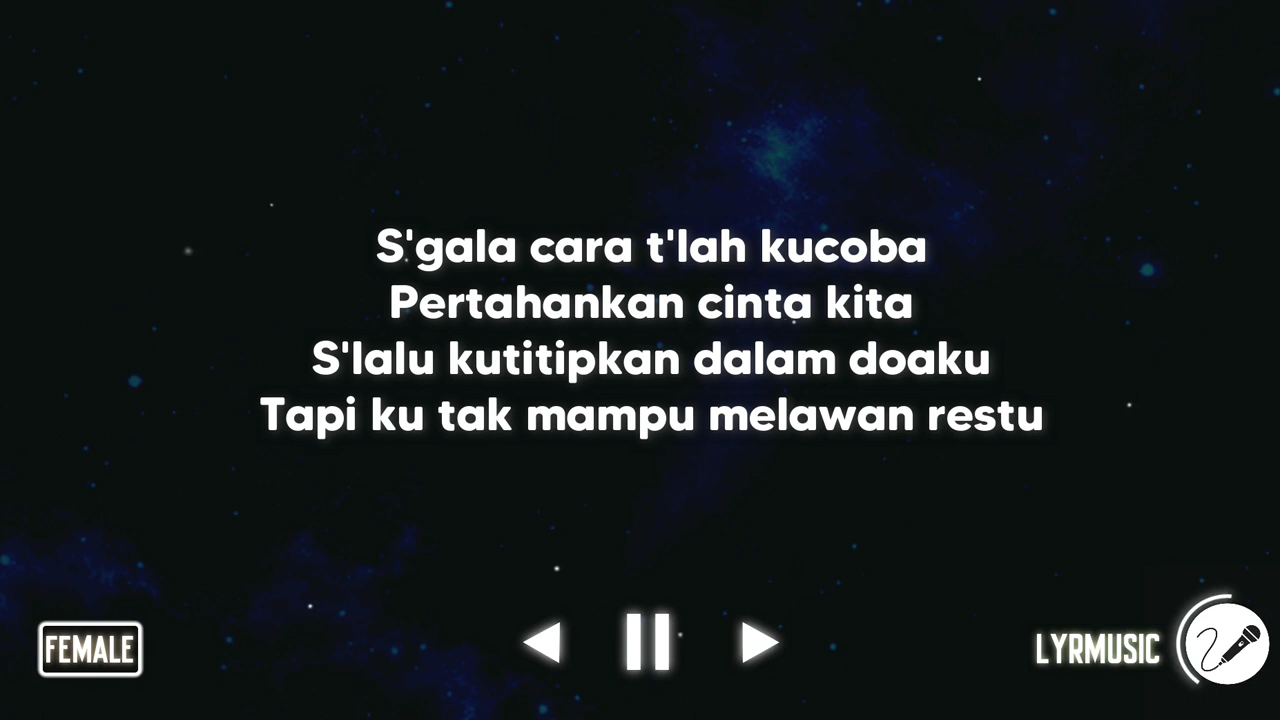 S'gala cara t'lah kucoba
Pertahankan cinta kita
S'lalu kutitipkan dalam doaku
Tapi ku tak mampu melawan restu
FEMALE
LYRMUSIC